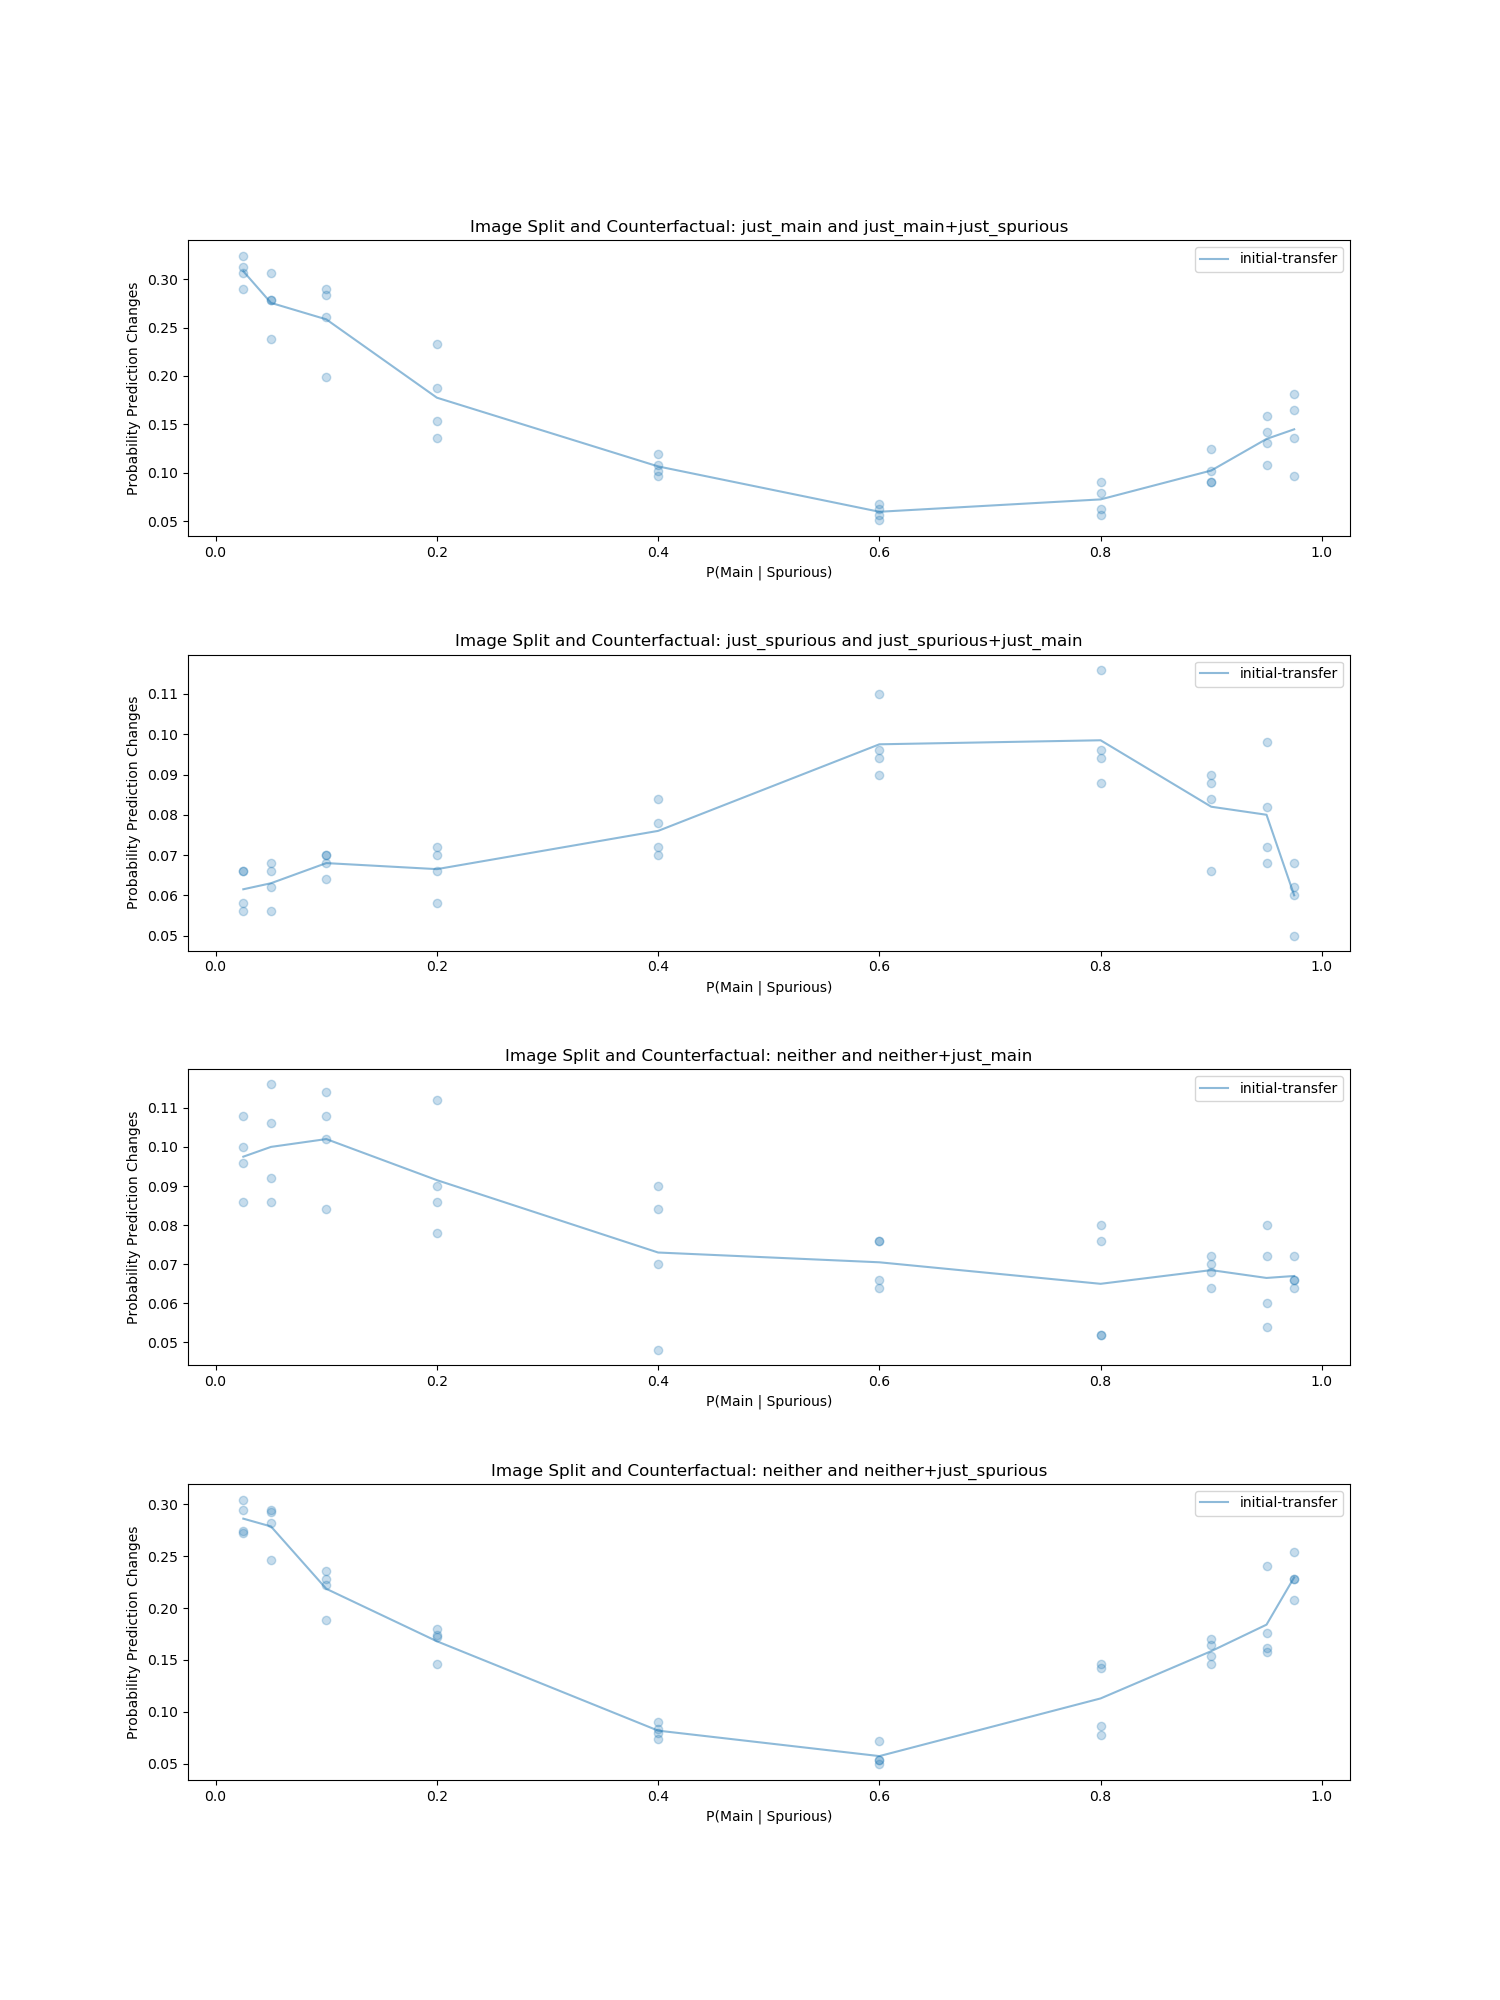 Image Split and Counterfactual: just_main and just_main+just_spurious
initial-transfer
Probability Prediction Changes
0.30
0.25
0.20
0.15
0.10
0.05
0.0 0.2 0.4 0.6 0.8 1.0
P(Main | Spurious)
Image Split and Counterfactual: just_spurious and just_spurious+just_main
initial-transfer
Probability Prediction Changes
0.11
0.10
0.09
0.08
0.07
0.06
0.05
0.0 0.2 0.4 0.6 0.8 1.0
P(Main | Spurious)
Image Split and Counterfactual: neither and neither+just_main
initial-transfer
Probability Prediction Changes
0.11
0.10
0.09
0.08
0.07
0.06
0.05
0.0 0.2 0.4 0.6 0.8 1.0
P(Main | Spurious)
Image Split and Counterfactual: neither and neither+just_spurious
initial-transfer
Probability Prediction Changes
0.30
0.25
0.20
0.15
0.10
0.05
0.0 0.2 0.4 0.6 0.8 1.0
P(Main | Spurious)